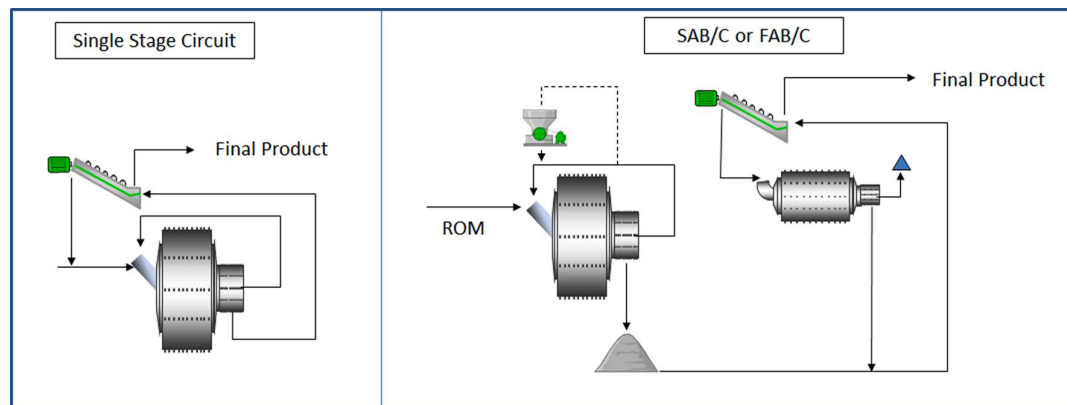 Single Stage Circuit
Final Product
SAB/C or FAB/C
Final Product
ROM